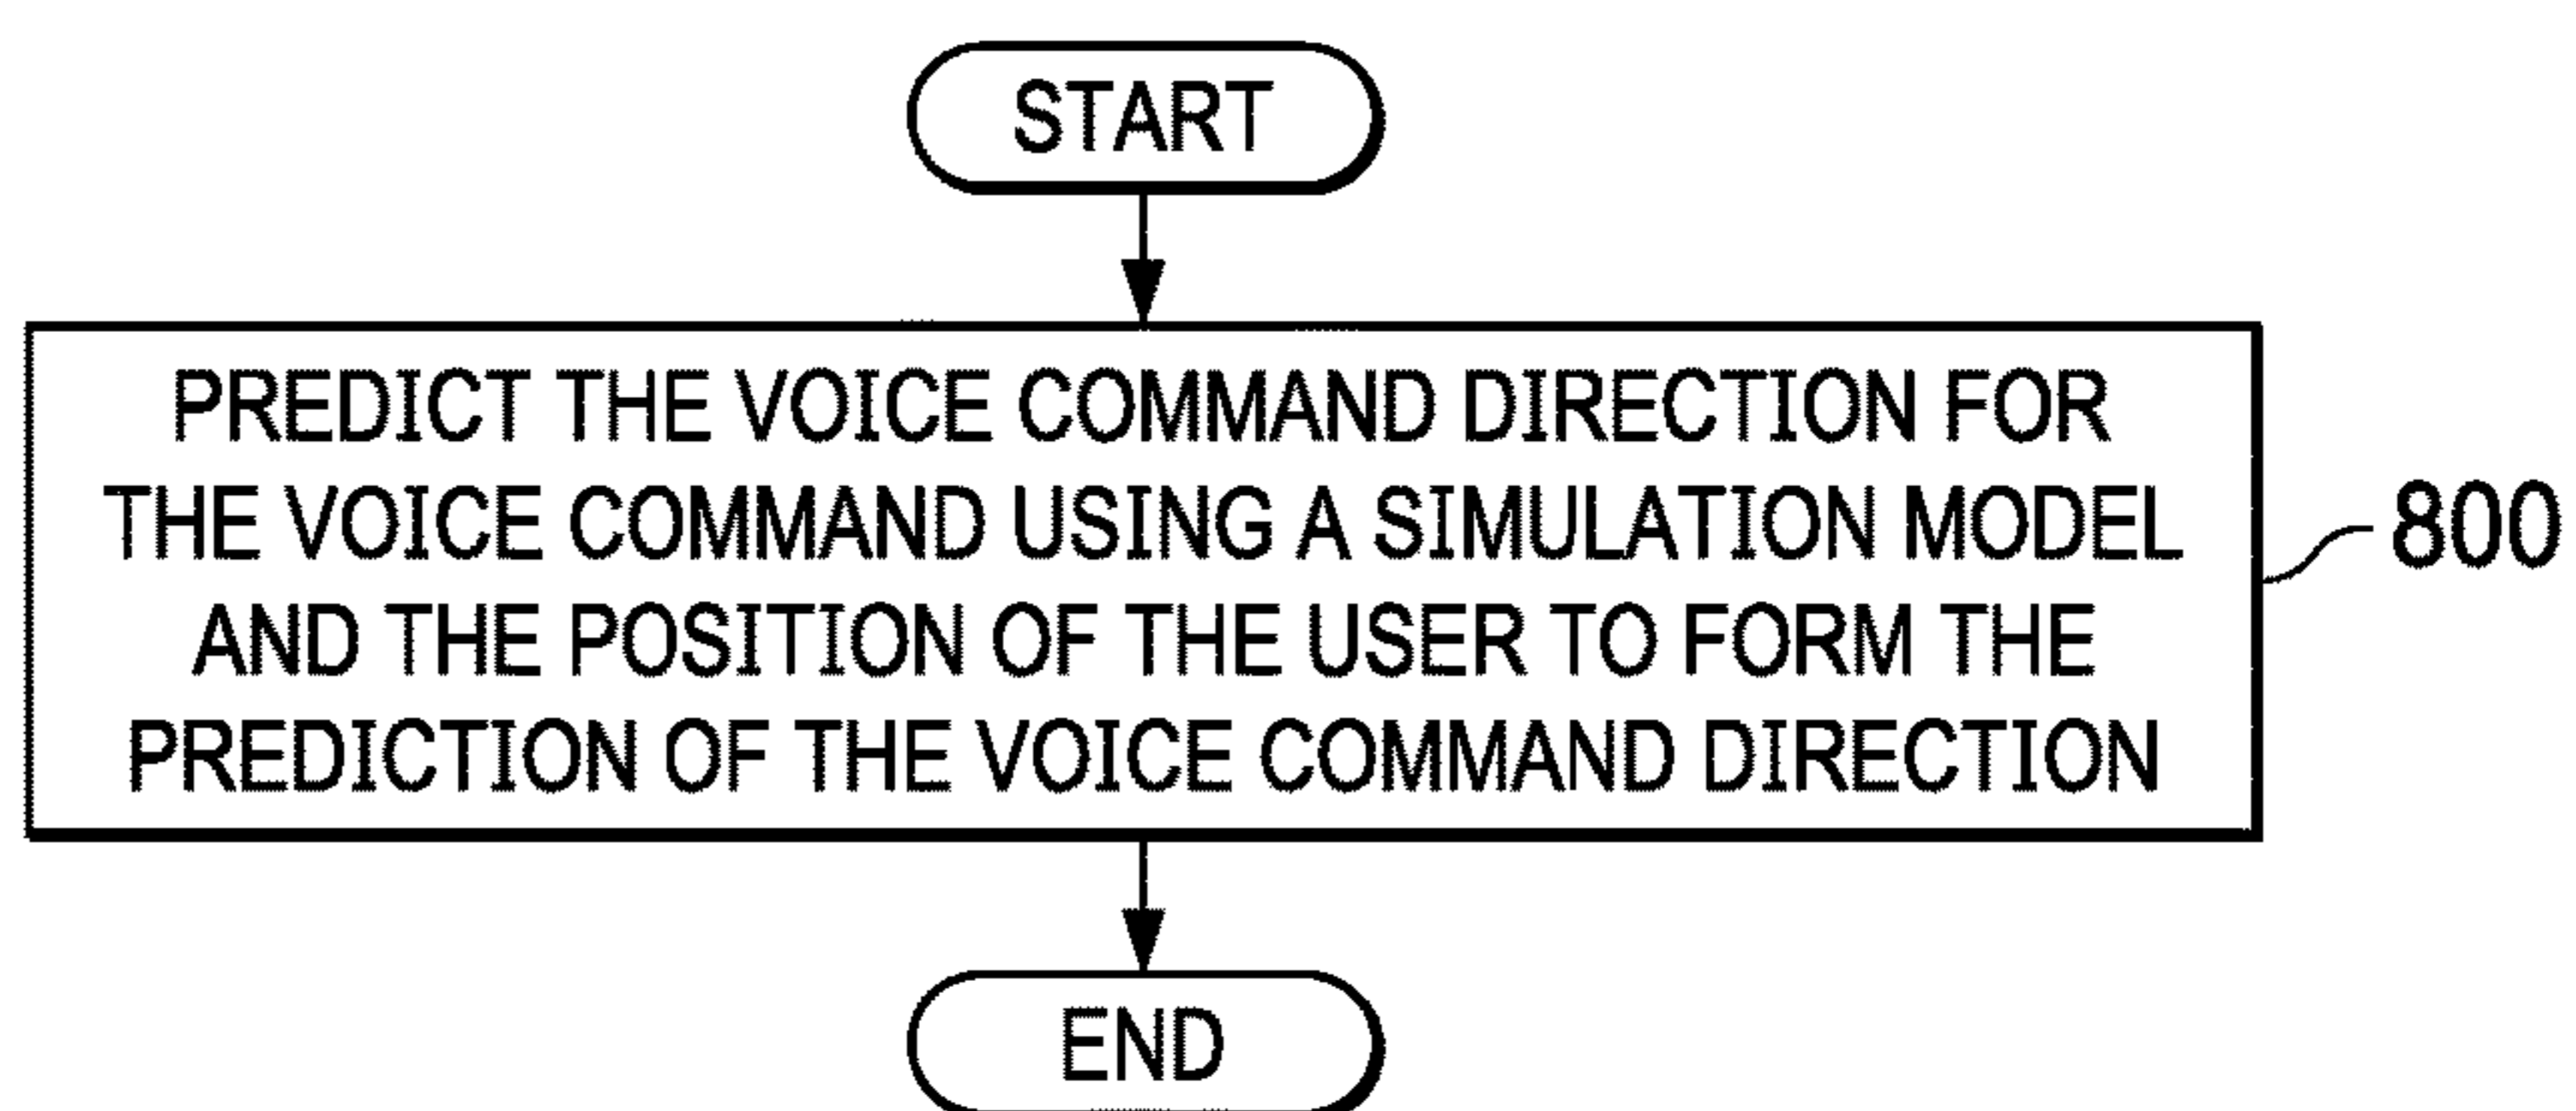 START
PREDICT THE VOICE COMMAND DIRECTION FOR
THE VOICE COMMAND USING A SIMULATION MODEL
AND THE POSITION OF THE USER TO FORM THE
PREDICTION OF THE VOICE COMMAND DIRECTION
800
END